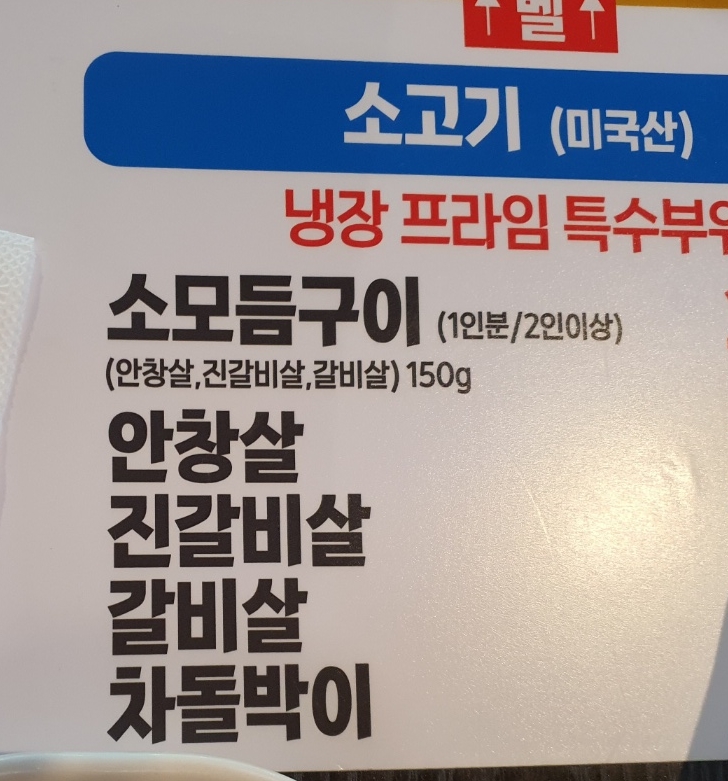 ↑벨↑
소고기 (미국산)
냉장 프라임 특수부위
소모듬구이 (1인분/2인이상)
(안창살,진갈비살,갈비살) 150g
안창살
진갈비살
갈비살
차돌박이